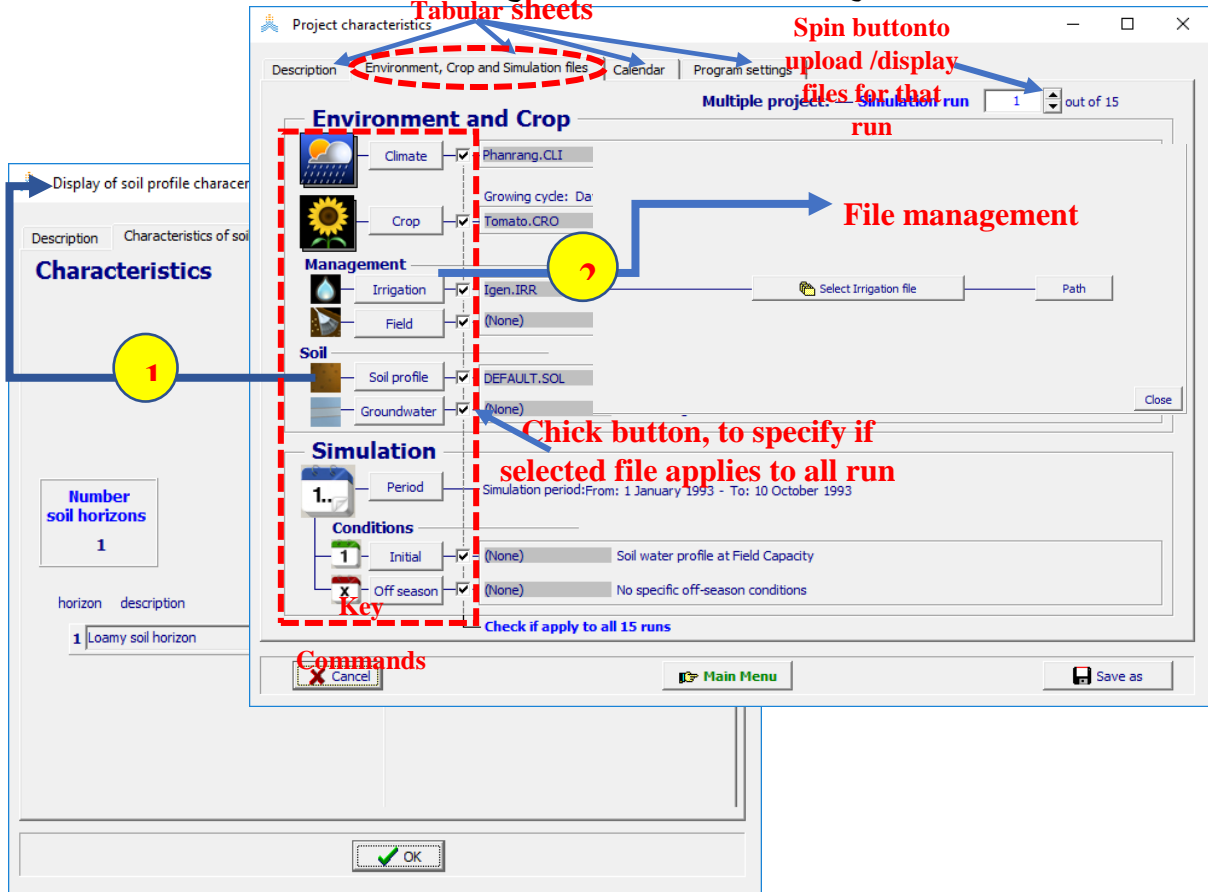 Tabular sheets
Project characteristics
Spin buttonto
upload /display
files for that
run
Description
Environment, Crop and Simulation files
Calendar
Program settings
Multiple project: — Simulation run 1 out of 15
Environment and Crop
Climate
Phanrang.CLI
Growing cycle: Da
Crop
Tomato.CRO
File management
Management
Irrigation
Igen.IRR
Select Irrigation file
Path
2
Field
(None)
Soil
Soil profile
DEFAULT.SOL
Groundwater
(None)
Close
Chick button, to specify if
selected file applies to all run
Simulation
1..
Period
Simulation period:From: 1 January 1993 - To: 10 October 1993
Conditions
1
Initial
(None)
Soil water profile at Field Capacity
X
Off season
(None)
No specific off-season conditions
Key
Commands
Check if apply to all 15 runs
Cancel
Main Menu
Save as
Display of soil profile characer
Description
Characteristics of soi
Characteristics
1
Number
soil horizons
1
horizon description
1 Loamy soil horizon
OK